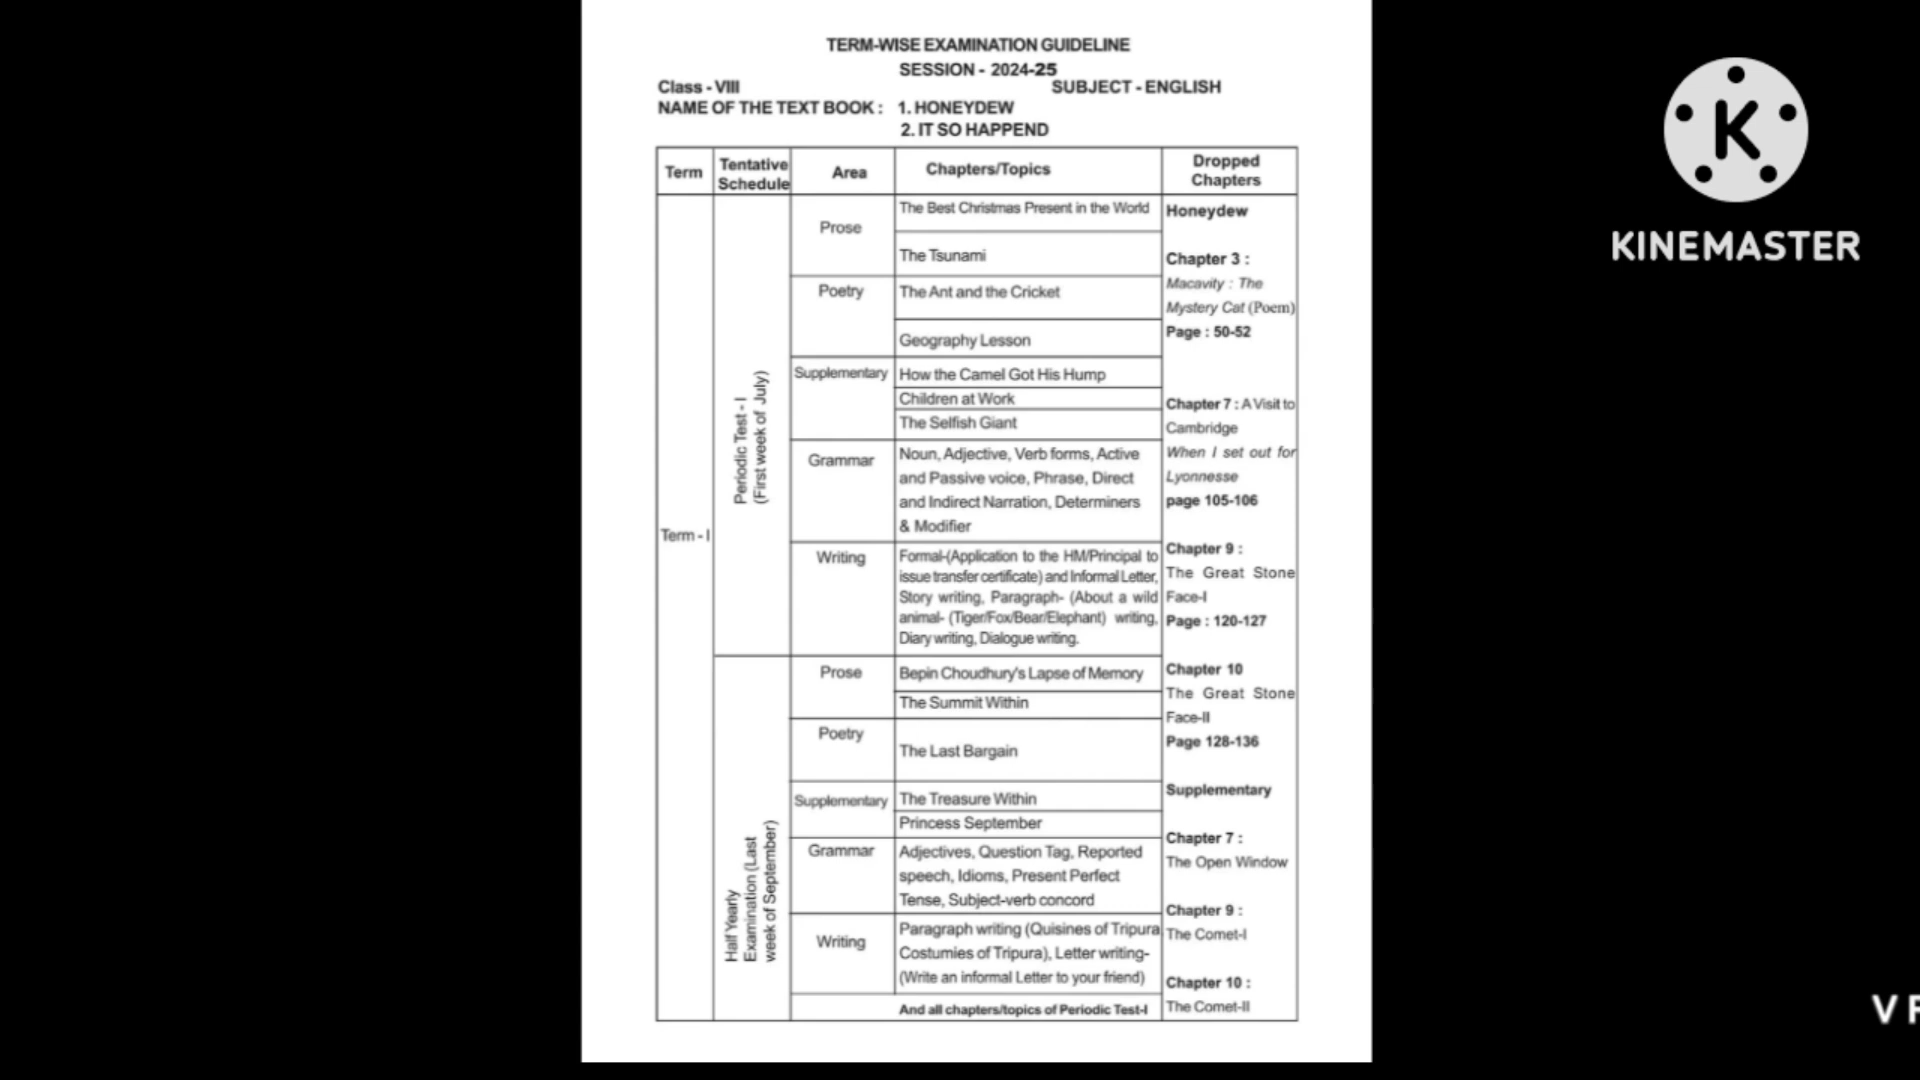 TERM-WISE EXAMINATION GUIDELINE
SESSION - 2024-25
Class - VIII SUBJECT - ENGLISH
NAME OF THE TEXT BOOK : 1. HONEYDEW
2. IT SO HAPPEND
Term
Tentative
Schedule
Area
Chapters/Topics
Dropped
Chapters
Term - I
Periodic Test - I
(First week of July)
Prose
The Best Christmas Present in the World
The Tsunami
Poetry
The Ant and the Cricket
Geography Lesson
Supplementary
How the Camel Got His Hump
Children at Work
The Selfish Giant
Grammar
Noun, Adjective, Verb forms, Active
and Passive voice, Phrase, Direct
and Indirect Narration, Determiners
& Modifier
Writing
Formal-(Application to the HM/Principal to
issue transfer certificate) and Informal Letter,
Story writing, Paragraph- (About a wild
animal- (Tiger/Fox/Bear/Elephant) writing,
Diary writing, Dialogue writing.
Half Yearly
Examination (Last
week of September)
Prose
Bepin Choudhury's Lapse of Memory
The Summit Within
Poetry
The Last Bargain
Supplementary
The Treasure Within
Princess September
Grammar
Adjectives, Question Tag, Reported
speech, Idioms, Present Perfect
Tense, Subject-verb concord
Writing
Paragraph writing (Quisines of Tripura
Costumies of Tripura), Letter writing-
(Write an informal Letter to your friend)
And all chapters/topics of Periodic Test-I
Honeydew
Chapter 3 :
Macavity : The
Mystery Cat (Poem)
Page : 50-52
Chapter 7 : A Visit to
Cambridge
When I set out for
Lyonnesse
page 105-106
Chapter 9 :
The Great Stone
Face-I
Page : 120-127
Chapter 10
The Great Stone
Face-II
Page 128-136
Supplementary
Chapter 7 :
The Open Window
Chapter 9 :
The Comet-I
Chapter 10 :
The Comet-II
K
KINEMASTER